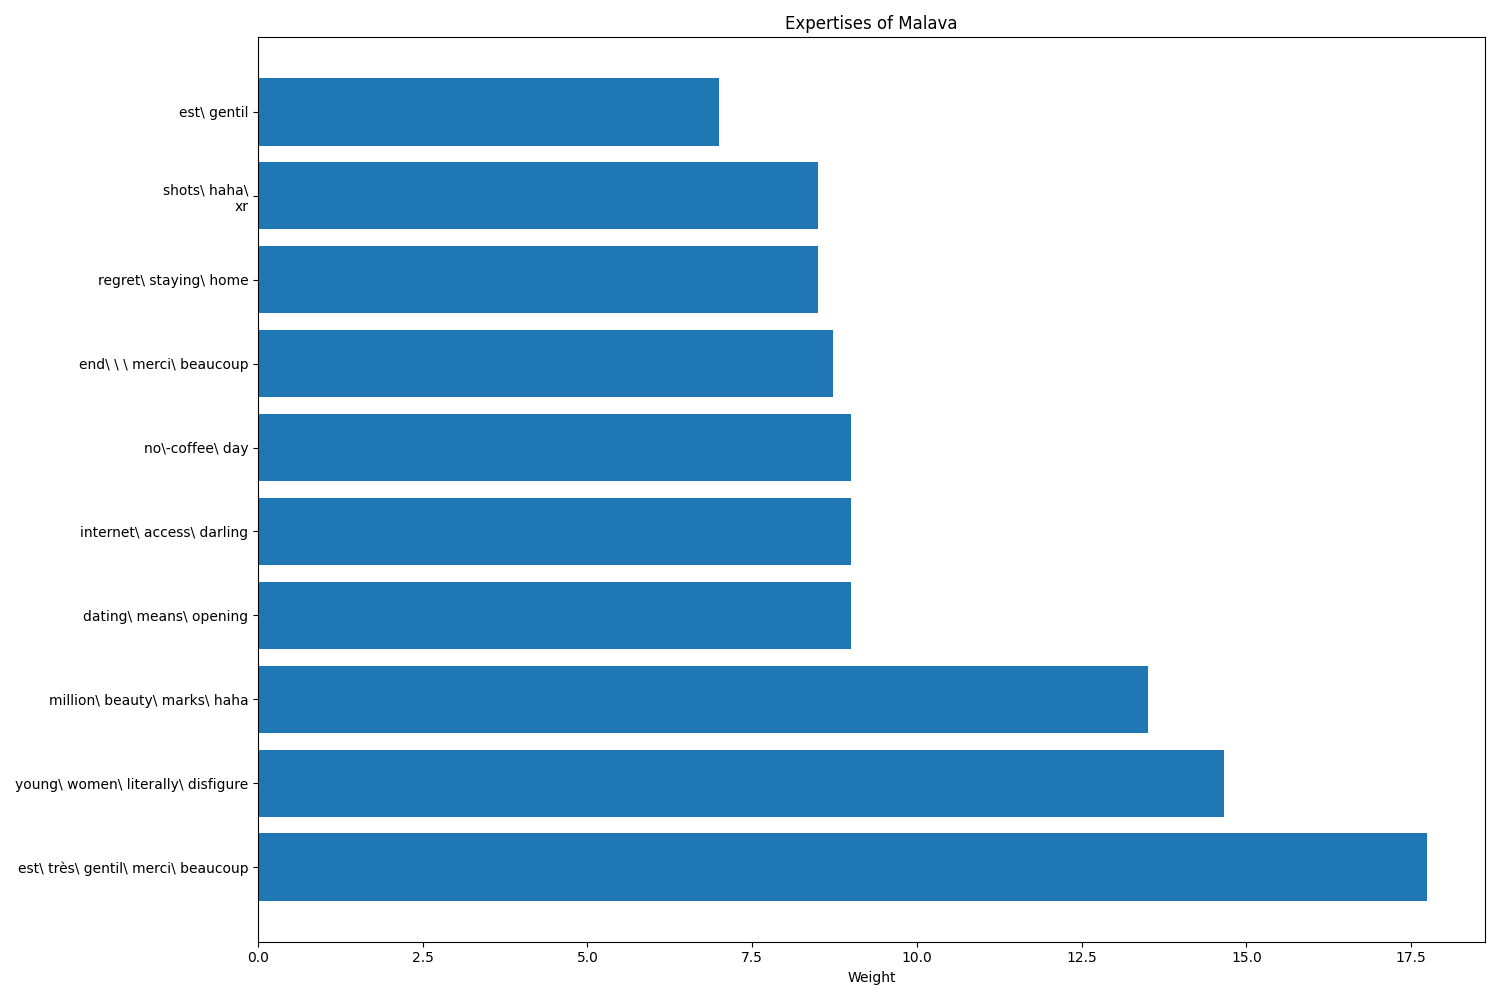 Expertises of Malava
est\ gentil
shots\ haha\
xr
regret\ staying\ home
end\ \ \ merci\ beaucoup
no\-coffee\ day
internet\ access\ darling
dating\ means\ opening
million\ beauty\ marks\ haha
young\ women\ literally\ disfigure
est\ très\ gentil\ merci\ beaucoup
0.0 2.5 5.0 7.5 10.0 12.5 15.0 17.5
Weight